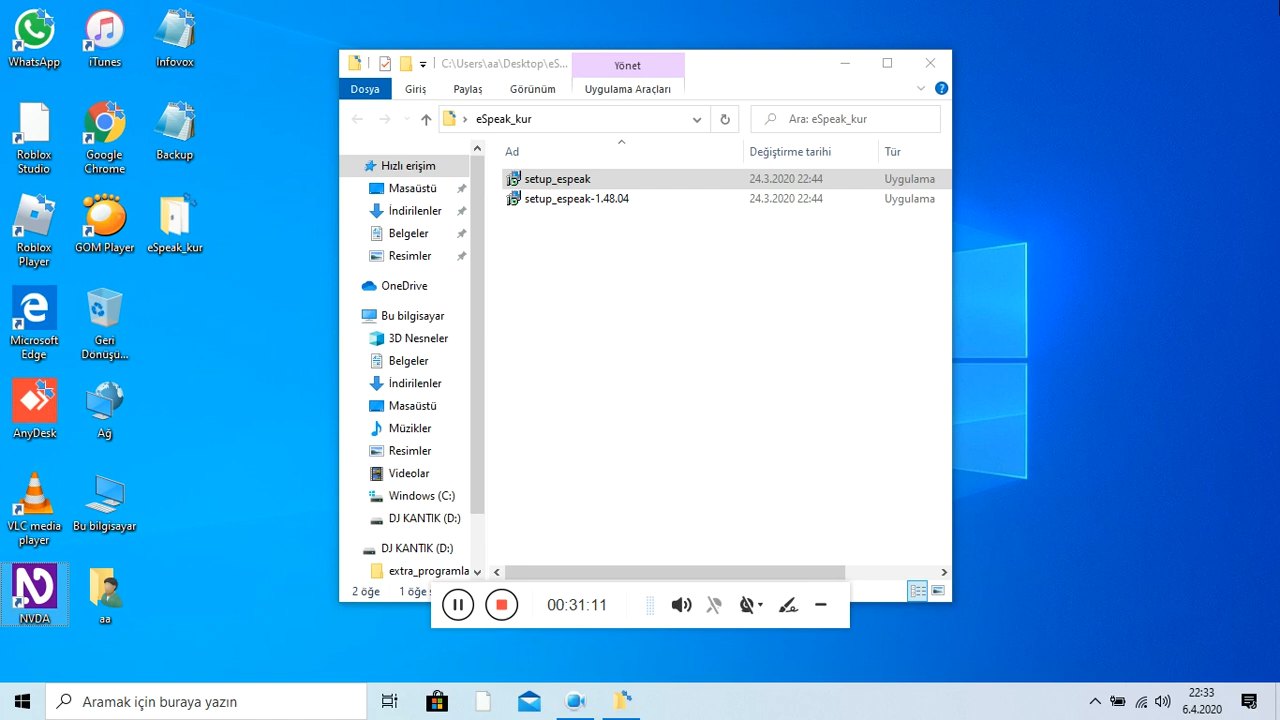 WhatsApp
iTunes
Infovox
Roblox
Studio
Google
Chrome
Backup
Roblox
Player
GOM Player
eSpeak_kur
Microsoft
Edge
Geri
Dönüşü...
AnyDesk
Ağ
VLC media
player
Bu bilgisayar
NVDA
aa
C:\Users\aa\Desktop\eS...
Yönet
Dosya
Giriş
Paylaş
Görünüm
Uygulama Araçları
eSpeak_kur
Ara: eSpeak_kur
Ad
Değiştirme tarihi
Tür
setup_espeak
24.3.2020 22:44
Uygulama
setup_espeak-1.48.04
24.3.2020 22:44
Uygulama
Hızlı erişim
Masaüstü
İndirilenler
Belgeler
Resimler
OneDrive
Bu bilgisayar
3D Nesneler
Belgeler
İndirilenler
Masaüstü
Müzikler
Resimler
Videolar
Windows (C:)
DJ KANTIK (D:)
DJ KANTIK (D:)
extra_programla
2 öğe
1 öğe s
00:31:11
Aramak için buraya yazın
22:33
6.4.2020